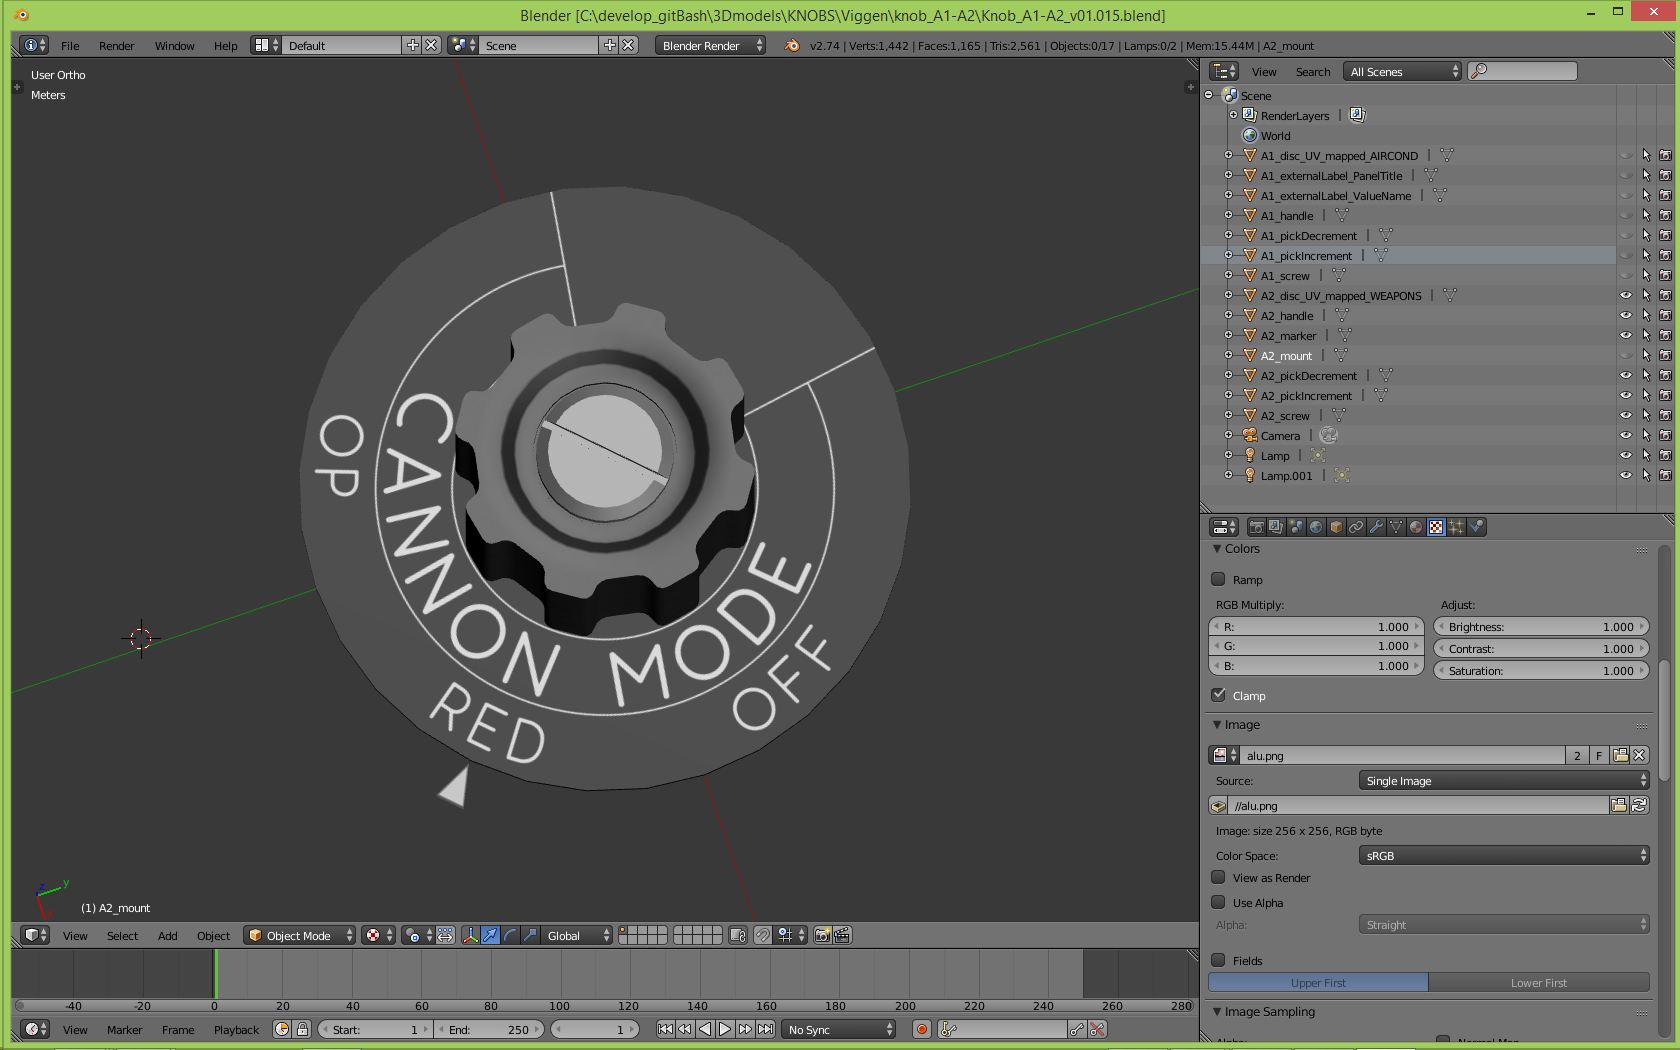 Blender [C:\develop_gitBash\3Dmodels\KNOBS\Viggen\knob_A1-A2\Knob_A1-A2_v01.015.blend]
File Render Window Help Default Scene Blender Render v2.74 | Verts:1,442 | Faces:1,165 | Tris:2,561 | Objects:0/17 | Lamps:0/2 | Mem:15.44M | A2_mount
User Ortho
Meters
OP
CANNON MODE
RED
OFF
z y
(1) A2_mount
View Select Add Object Object Mode Global
-40 -20 0 20 40 60 80 100 120 140 160 180 200 220 240 260 280
View Marker Frame Playback Start: 1 End: 250 1 No Sync
View Search All Scenes
Scene
RenderLayers |
World
A1_disc_UV_mapped_AIRCOND |
A1_externalLabel_PanelTitle |
A1_externalLabel_ValueName |
A1_handle |
A1_pickDecrement |
A1_pickIncrement |
A1_screw |
A2_disc_UV_mapped_WEAPONS |
A2_handle |
A2_marker |
A2_mount |
A2_pickDecrement |
A2_pickIncrement |
A2_screw |
Camera |
Lamp |
Lamp.001 |
Colors
Ramp
RGB Multiply: Adjust:
R: 1.000 Brightness: 1.000
G: 1.000 Contrast: 1.000
B: 1.000 Saturation: 1.000
Clamp
Image
alu.png 2 F
Source: Single Image
//alu.png
Image: size 256 x 256, RGB byte
Color Space: sRGB
View as Render
Use Alpha
Alpha: Straight
Fields
Upper First Lower First
Image Sampling